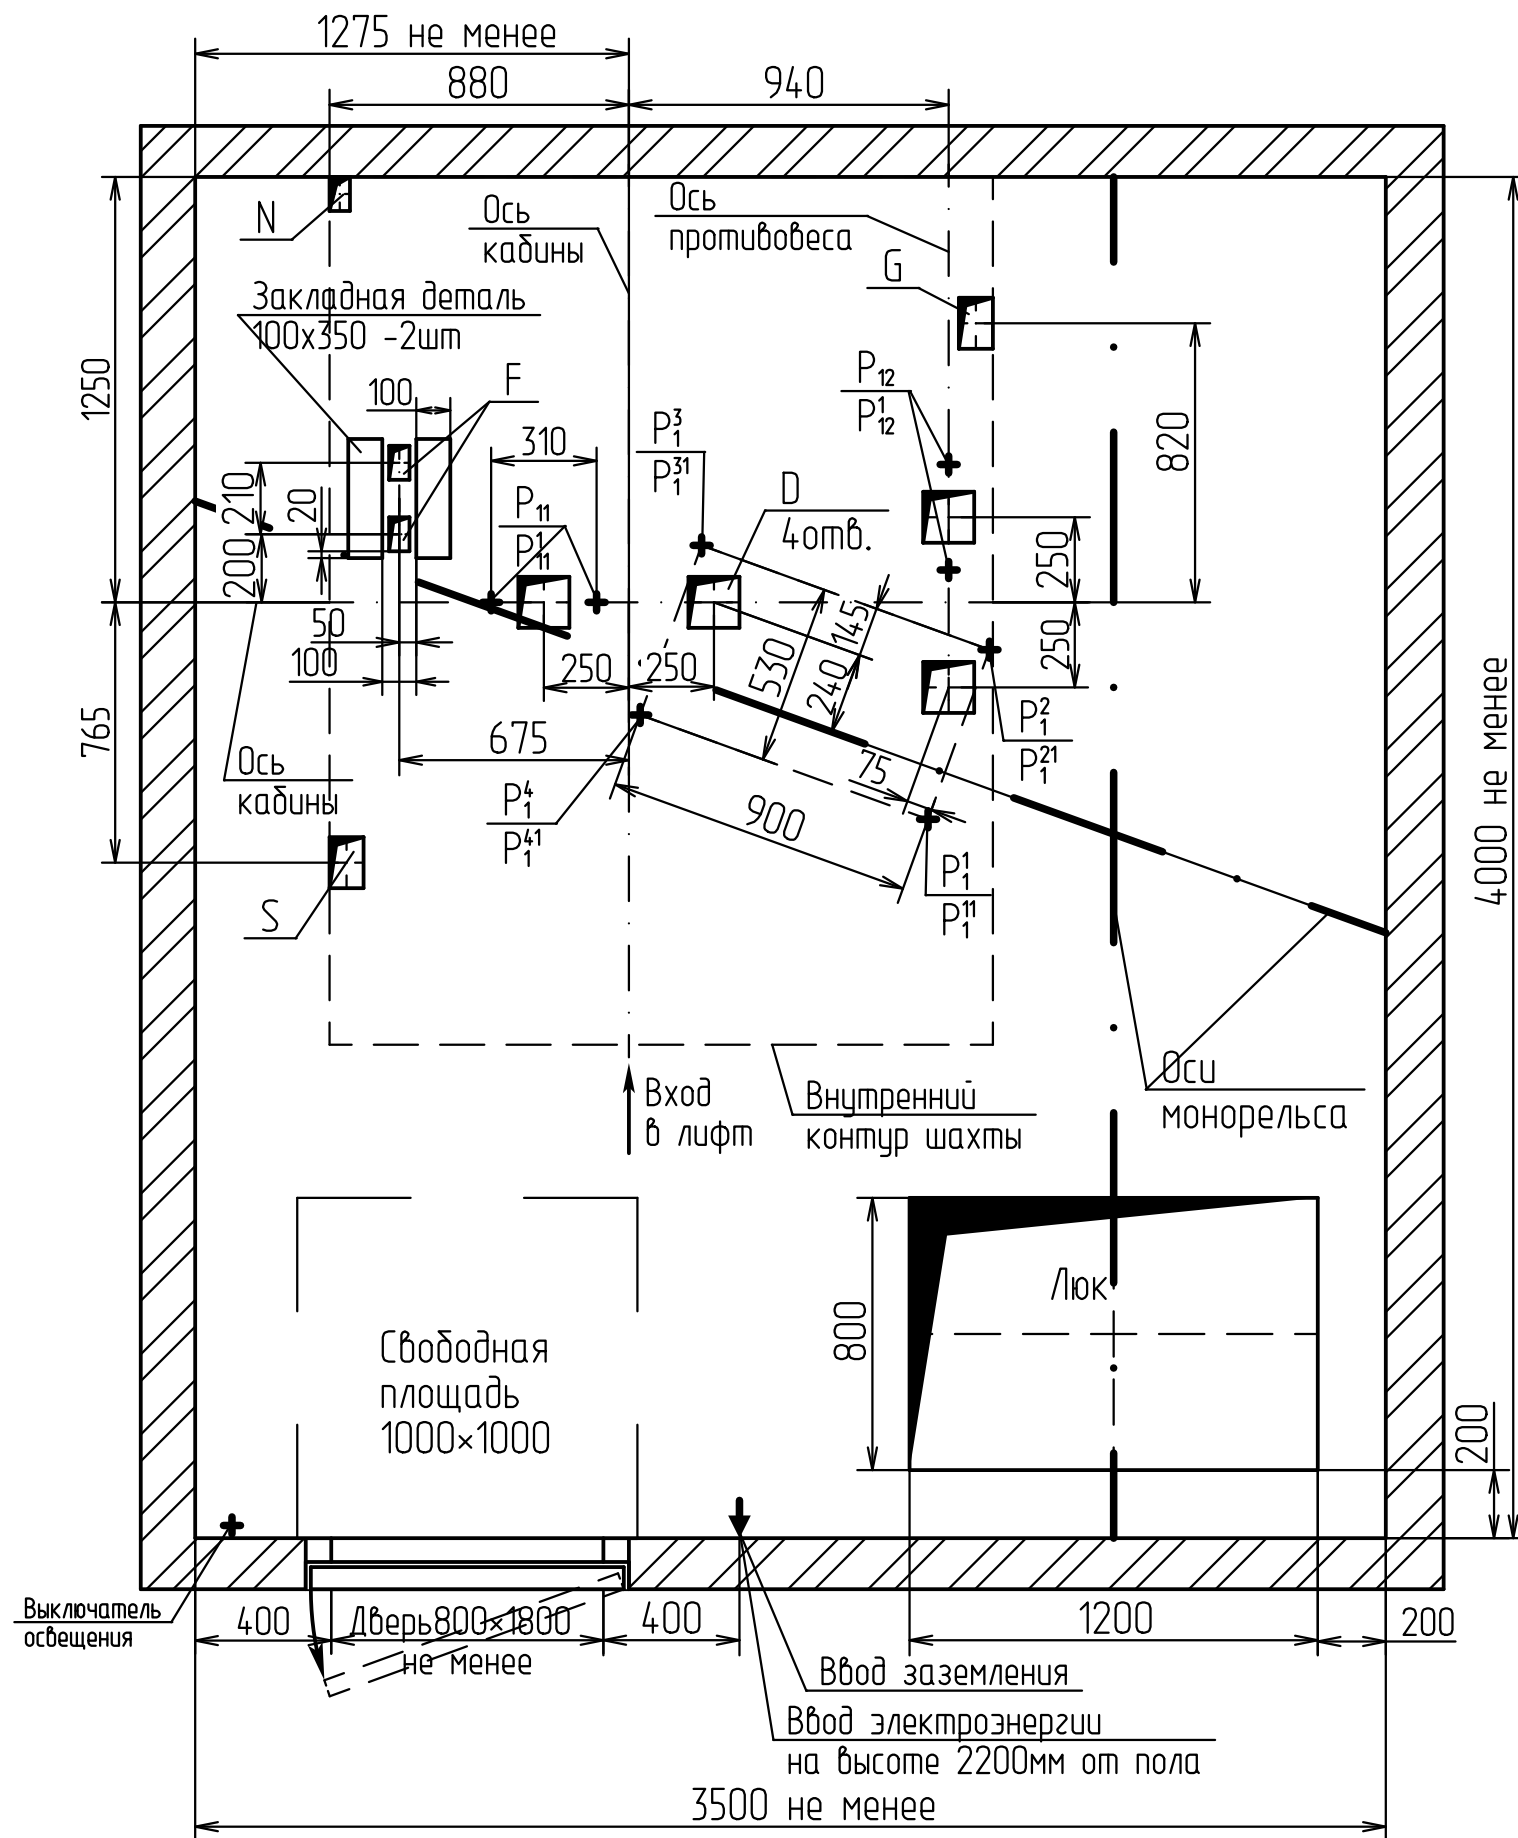 1275 не менее
880
940
N
Ось
кабины
Ось
противовеса
G
Закладная деталь
100x350 -2шт
1250
100
F
310
P12
P¹12
820
P³1
P³¹1
D
4отв.
210
20
200
P11
P¹11
250
145
530
240
250
50
100
250
250
675
765
Ось
кабины
P²1
P²¹1
75
900
P⁴1
P⁴¹1
P¹1
P¹¹1
S
4000 не менее
Вход
в лифт
Внутренний
контур шахты
Оси
монорельса
Люк
800
Свободная
площадь
1000×1000
200
Выключатель
освещения
400
Дверь 800×1800
не менее
400
1200
200
Ввод заземления
Ввод электроэнергии
на высоте 2200мм от пола
3500 не менее